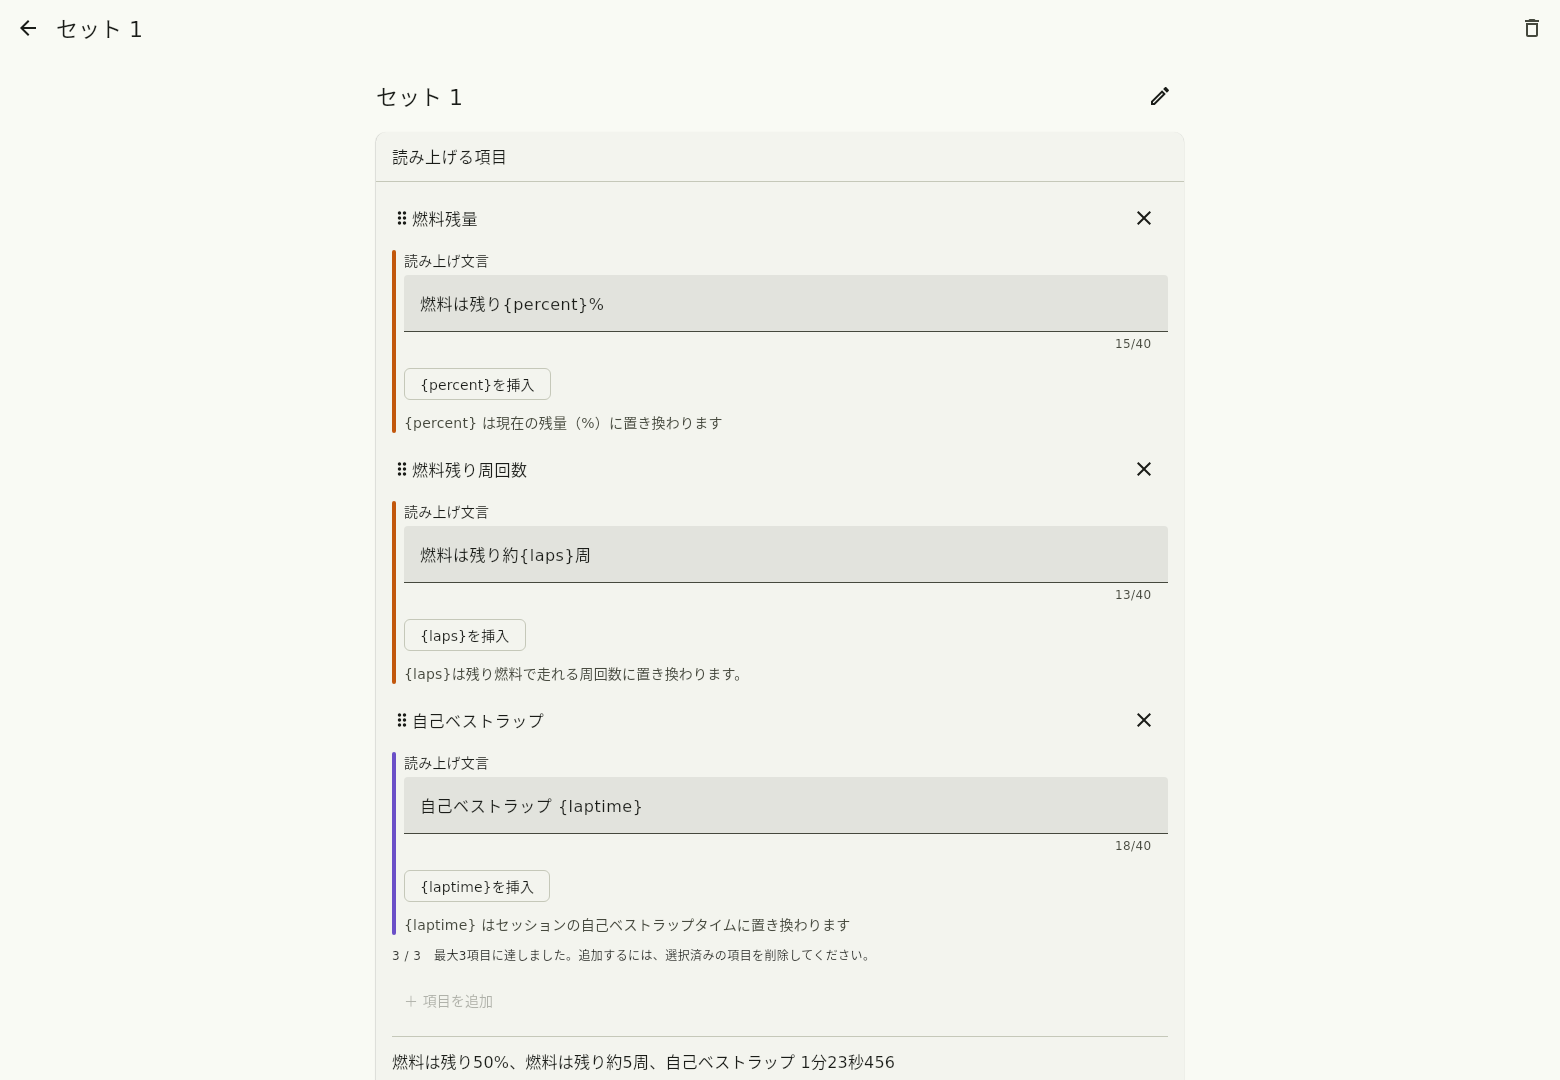 セット 1
セット 1
読み上げる項目
燃料残量
読み上げ文言
燃料は残り{percent}%
15/40
{percent}を挿入
{percent} は現在の残量（%）に置き換わります
燃料残り周回数
読み上げ文言
燃料は残り約{laps}周
13/40
{laps}を挿入
{laps}は残り燃料で走れる周回数に置き換わります。
自己ベストラップ
読み上げ文言
自己ベストラップ {laptime}
18/40
{laptime}を挿入
{laptime} はセッションの自己ベストラップタイムに置き換わります
3 / 3　最大3項目に達しました。追加するには、選択済みの項目を削除してください。
＋ 項目を追加
燃料は残り50%、燃料は残り約5周、自己ベストラップ 1分23秒456